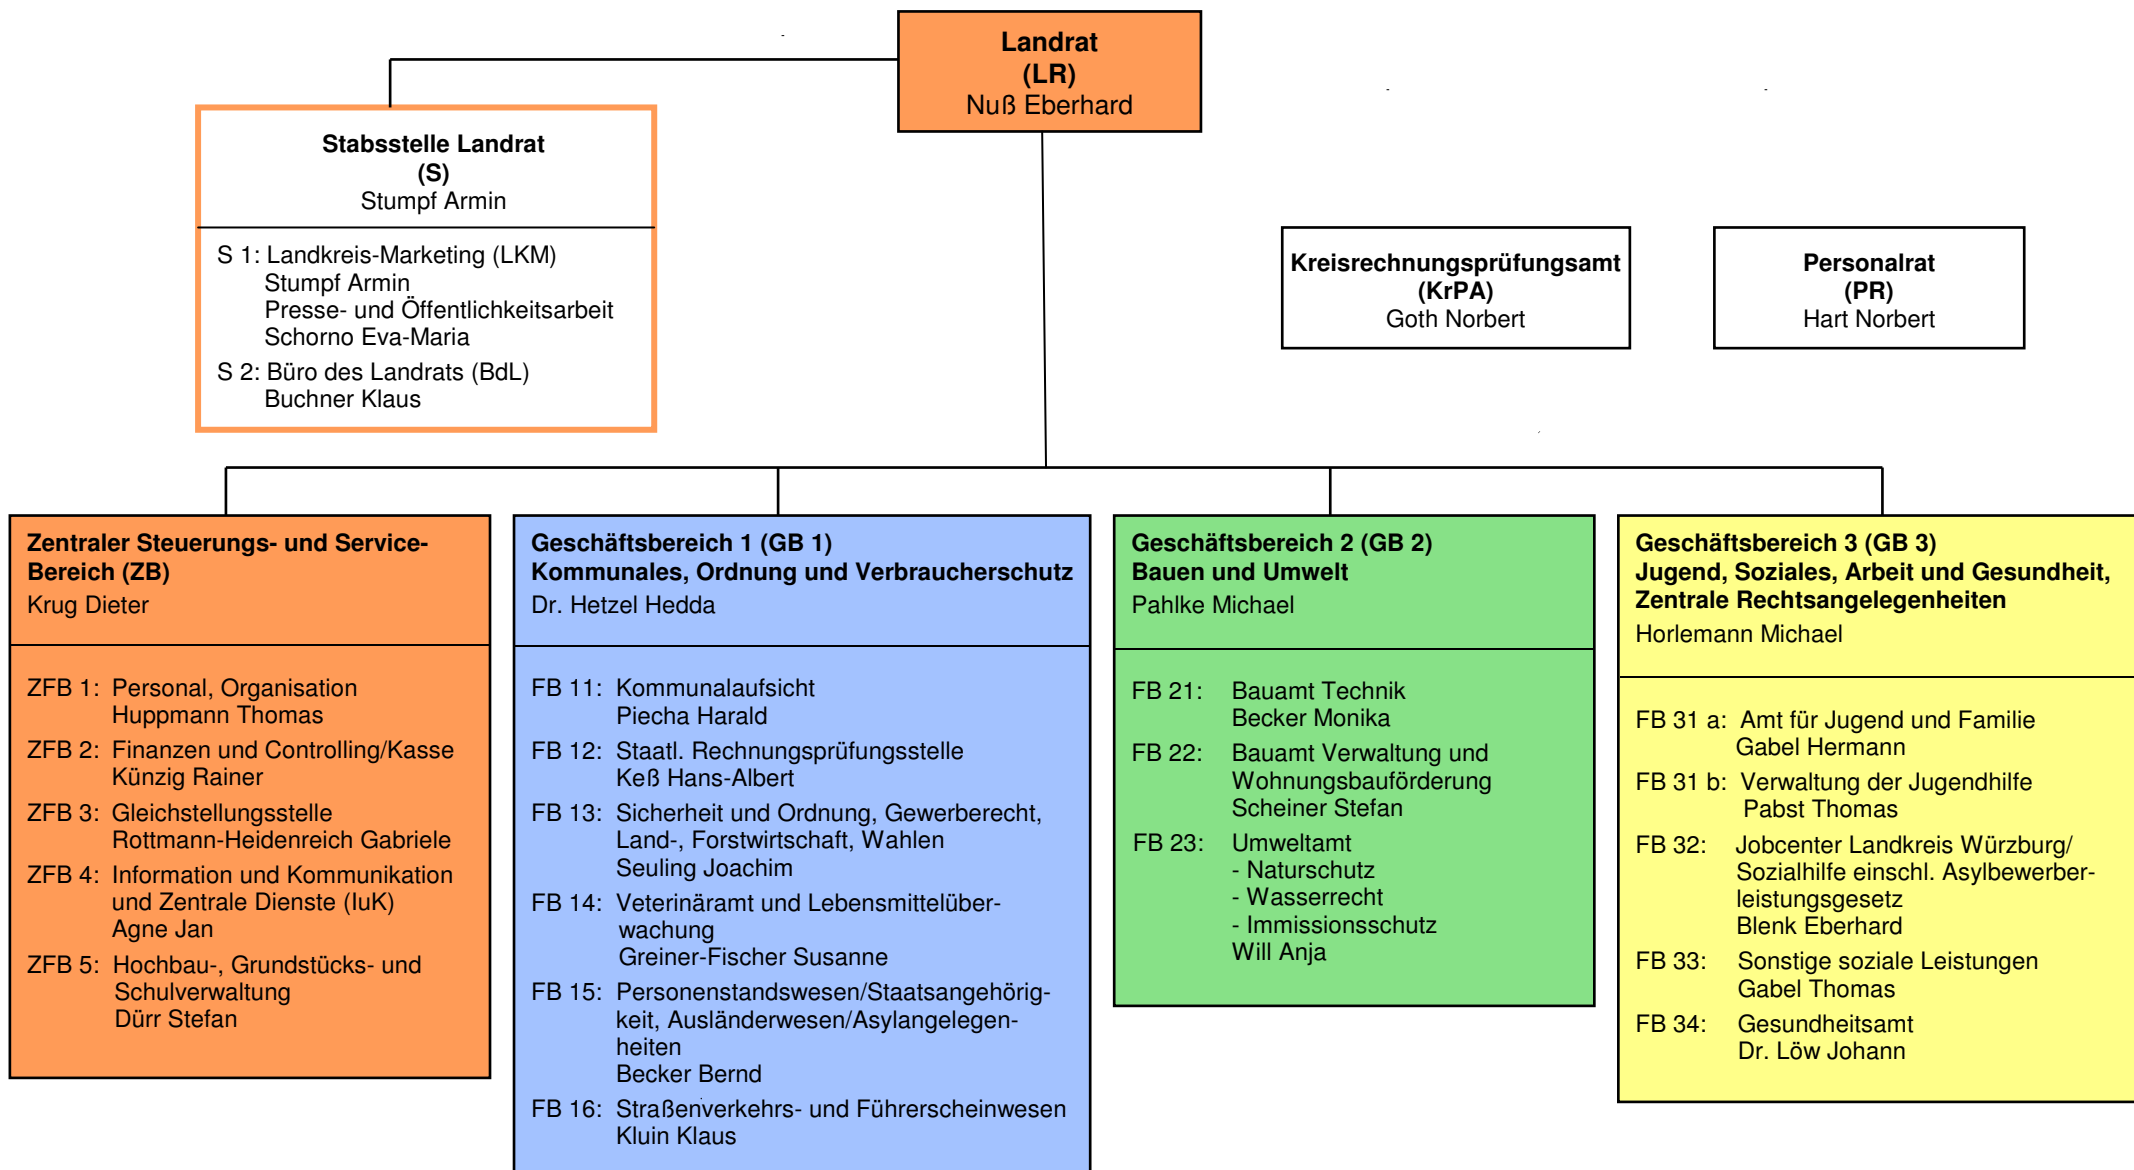 Landrat
(LR)
Nuß Eberhard
Stabsstelle Landrat
(S)
Stumpf Armin
S 1: Landkreis-Marketing (LKM)
Stumpf Armin
Presse- und Öffentlichkeitsarbeit
Schorno Eva-Maria
S 2: Büro des Landrats (BdL)
Buchner Klaus
Kreisrechnungsprüfungsamt
(KrPA)
Goth Norbert
Personalrat
(PR)
Hart Norbert
Zentraler Steuerungs- und Service-
Bereich (ZB)
Krug Dieter
ZFB 1: Personal, Organisation
Huppmann Thomas
ZFB 2: Finanzen und Controlling/Kasse
Künzig Rainer
ZFB 3: Gleichstellungsstelle
Rottmann-Heidenreich Gabriele
ZFB 4: Information und Kommunikation
und Zentrale Dienste (IuK)
Agne Jan
ZFB 5: Hochbau-, Grundstücks- und
Schulverwaltung
Dürr Stefan
Geschäftsbereich 1 (GB 1)
Kommunales, Ordnung und Verbraucherschutz
Dr. Hetzel Hedda
FB 11: Kommunalaufsicht
Piecha Harald
FB 12: Staatl. Rechnungsprüfungsstelle
Keß Hans-Albert
FB 13: Sicherheit und Ordnung, Gewerberecht,
Land-, Forstwirtschaft, Wahlen
Seuling Joachim
FB 14: Veterinäramt und Lebensmittelüber-
wachung
Greiner-Fischer Susanne
FB 15: Personenstandswesen/Staatsangehörig-
keit, Ausländerwesen/Asylangelegen-
heiten
Becker Bernd
FB 16: Straßenverkehrs- und Führerscheinwesen
Kluin Klaus
Geschäftsbereich 2 (GB 2)
Bauen und Umwelt
Pahlke Michael
FB 21: Bauamt Technik
Becker Monika
FB 22: Bauamt Verwaltung und
Wohnungsbauförderung
Scheiner Stefan
FB 23: Umweltamt
- Naturschutz
- Wasserrecht
- Immissionsschutz
Will Anja
Geschäftsbereich 3 (GB 3)
Jugend, Soziales, Arbeit und Gesundheit,
Zentrale Rechtsangelegenheiten
Horlemann Michael
FB 31 a: Amt für Jugend und Familie
Gabel Hermann
FB 31 b: Verwaltung der Jugendhilfe
Pabst Thomas
FB 32: Jobcenter Landkreis Würzburg/
Sozialhilfe einschl. Asylbewerber-
leistungsgesetz
Blenk Eberhard
FB 33: Sonstige soziale Leistungen
Gabel Thomas
FB 34: Gesundheitsamt
Dr. Löw Johann